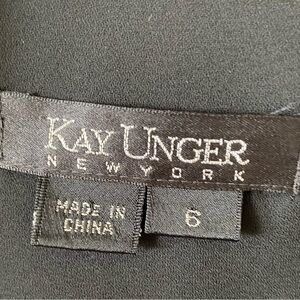 KAY UNGER
NEW YORK
MADE IN
CHINA
6